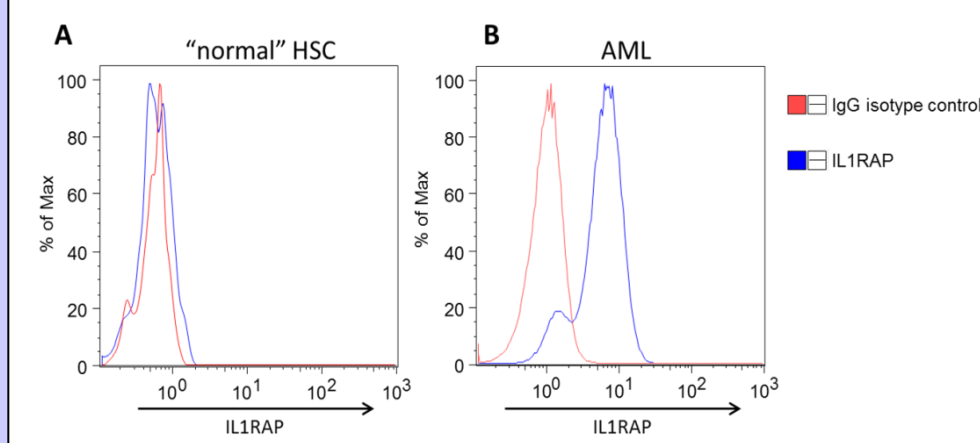 A
"normal" HSC
100
80
60
40
20
0
% of Max
10⁰ 10¹ 10² 10³
IL1RAP
B
AML
100
80
60
40
20
0
% of Max
10⁰ 10¹ 10² 10³
IL1RAP
IgG isotype control
IL1RAP